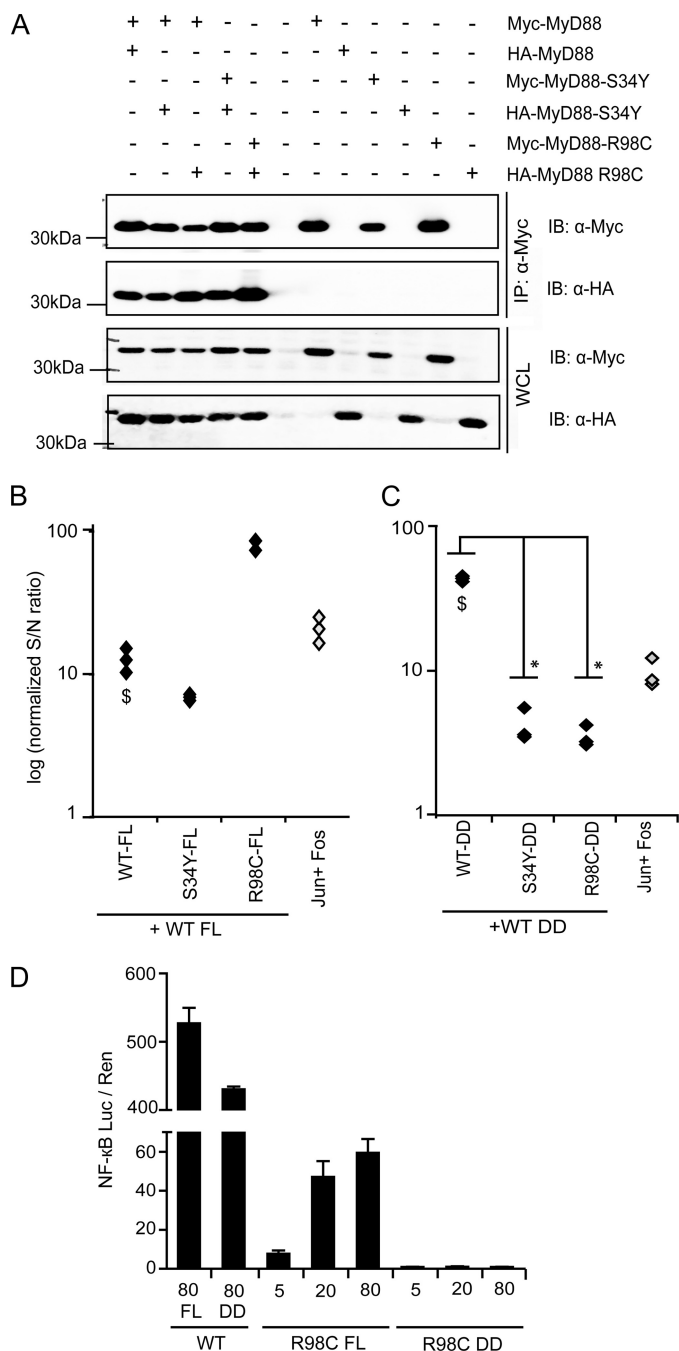 A
+ + + - - - + - - - - - Myc-MyD88
+ - - - - - - + - - - - HA-MyD88
- - - + - - - - + - - - Myc-MyD88-S34Y
- + - + - - - - - + - - HA-MyD88-S34Y
- - - - + - - - - - + - Myc-MyD88-R98C
- - + - + - - - - - - + HA-MyD88 R98C
30kDa
IB: α-Myc
30kDa
IB: α-HA
IP: α-Myc
30kDa
IB: α-Myc
30kDa
IB: α-HA
WCL
B
log (normalized S/N ratio)
100
10
1
$
WT-FL
S34Y-FL
R98C-FL
Jun+ Fos
+ WT FL
C
100
10
1
$
*
*
WT-DD
S34Y-DD
R98C-DD
Jun+ Fos
+WT DD
D
NF-κB Luc / Ren
600
500
400
60
40
20
0
80 80 5 20 80 5 20 80
FL DD
WT R98C FL R98C DD